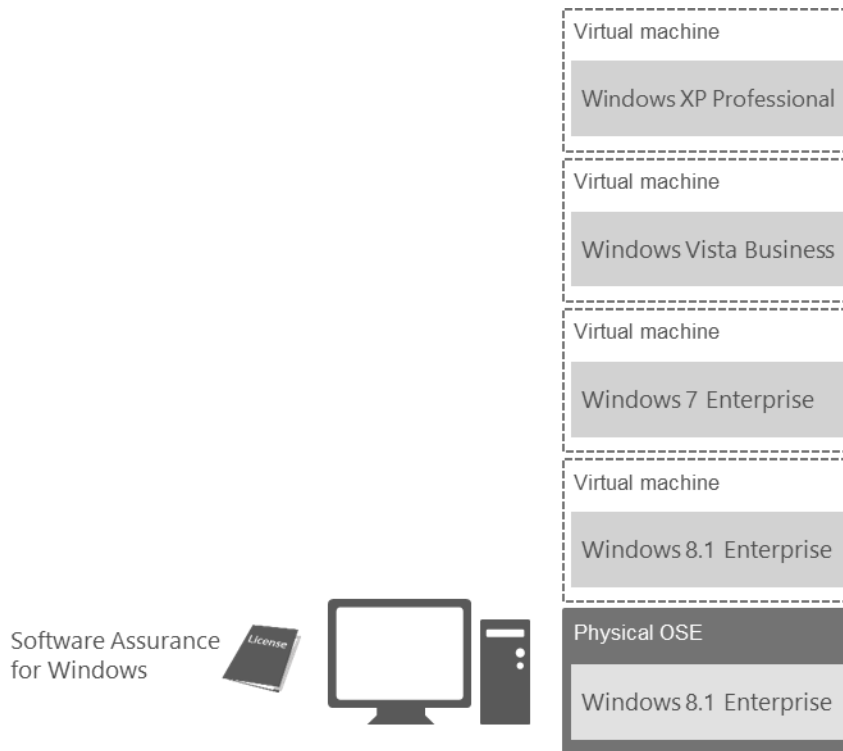 Virtual machine
Windows XP Professional
Virtual machine
Windows Vista Business
Virtual machine
Windows 7 Enterprise
Virtual machine
Windows 8.1 Enterprise
Software Assurance
for Windows
License
Physical OSE
Windows 8.1 Enterprise